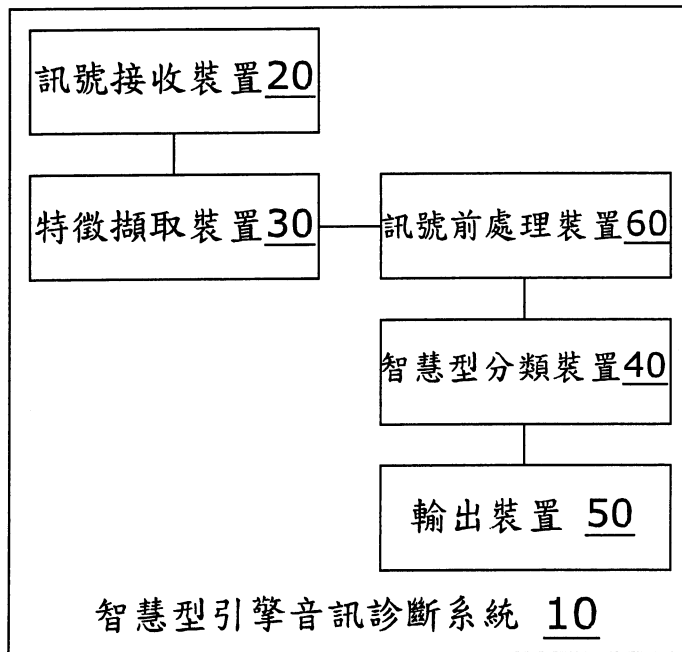 訊號接收裝置20
特徵擷取裝置30
訊號前處理裝置60
智慧型分類裝置40
輸出裝置 50
智慧型引擎音訊診斷系統 10